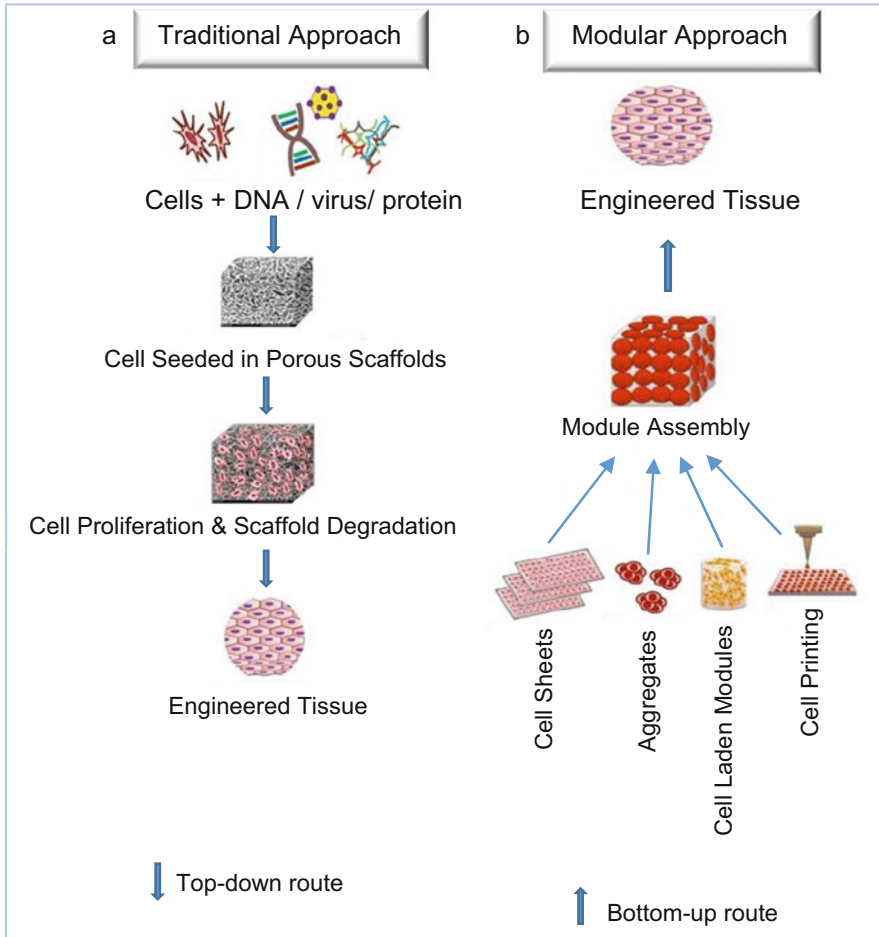 a
Traditional Approach
Cells + DNA / virus/ protein
Cell Seeded in Porous Scaffolds
Cell Proliferation & Scaffold Degradation
Engineered Tissue
Top-down route
b
Modular Approach
Engineered Tissue
Module Assembly
Cell Sheets
Aggregates
Cell Laden Modules
Cell Printing
Bottom-up route